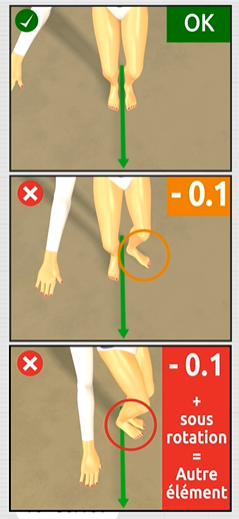 OK
- 0.1
- 0.1
+
sous
rotation
=
Autre
élément